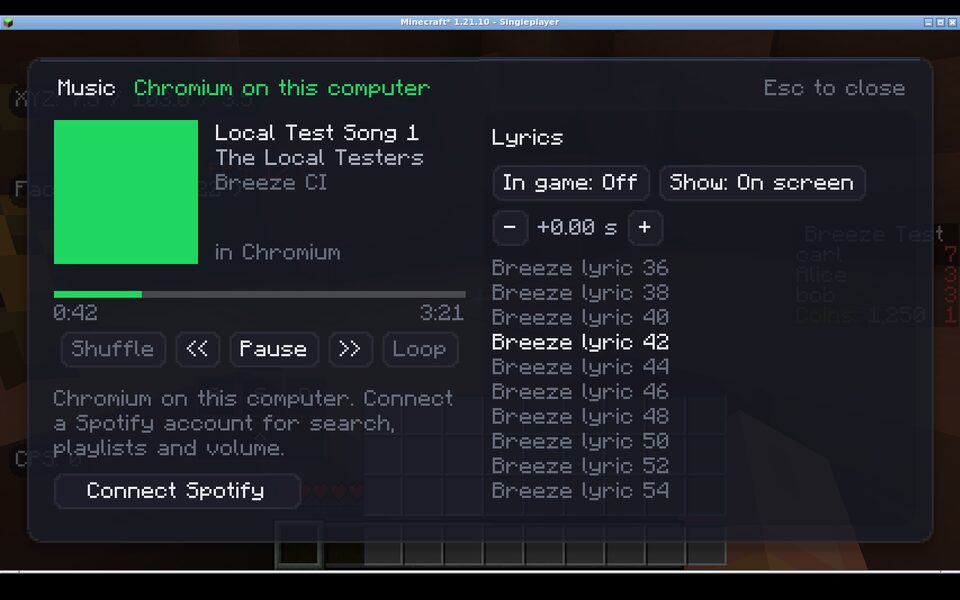 Minecraft* 1.21.10 - Singleplayer
Music Chromium on this computer
Esc to close
Local Test Song 1
The Local Testers
Breeze CI
in Chromium
0:42
3:21
Shuffle
<<
Pause
>>
Loop
Chromium on this computer. Connect
a Spotify account for search,
playlists and volume.
Connect Spotify
Lyrics
In game: Off
Show: On screen
- +0.00 s +
Breeze lyric 36
Breeze lyric 38
Breeze lyric 40
Breeze lyric 42
Breeze lyric 44
Breeze lyric 46
Breeze lyric 48
Breeze lyric 50
Breeze lyric 52
Breeze lyric 54
Breeze Test
carl 7
Alice 3
bob 3
Coins: 1,250 1